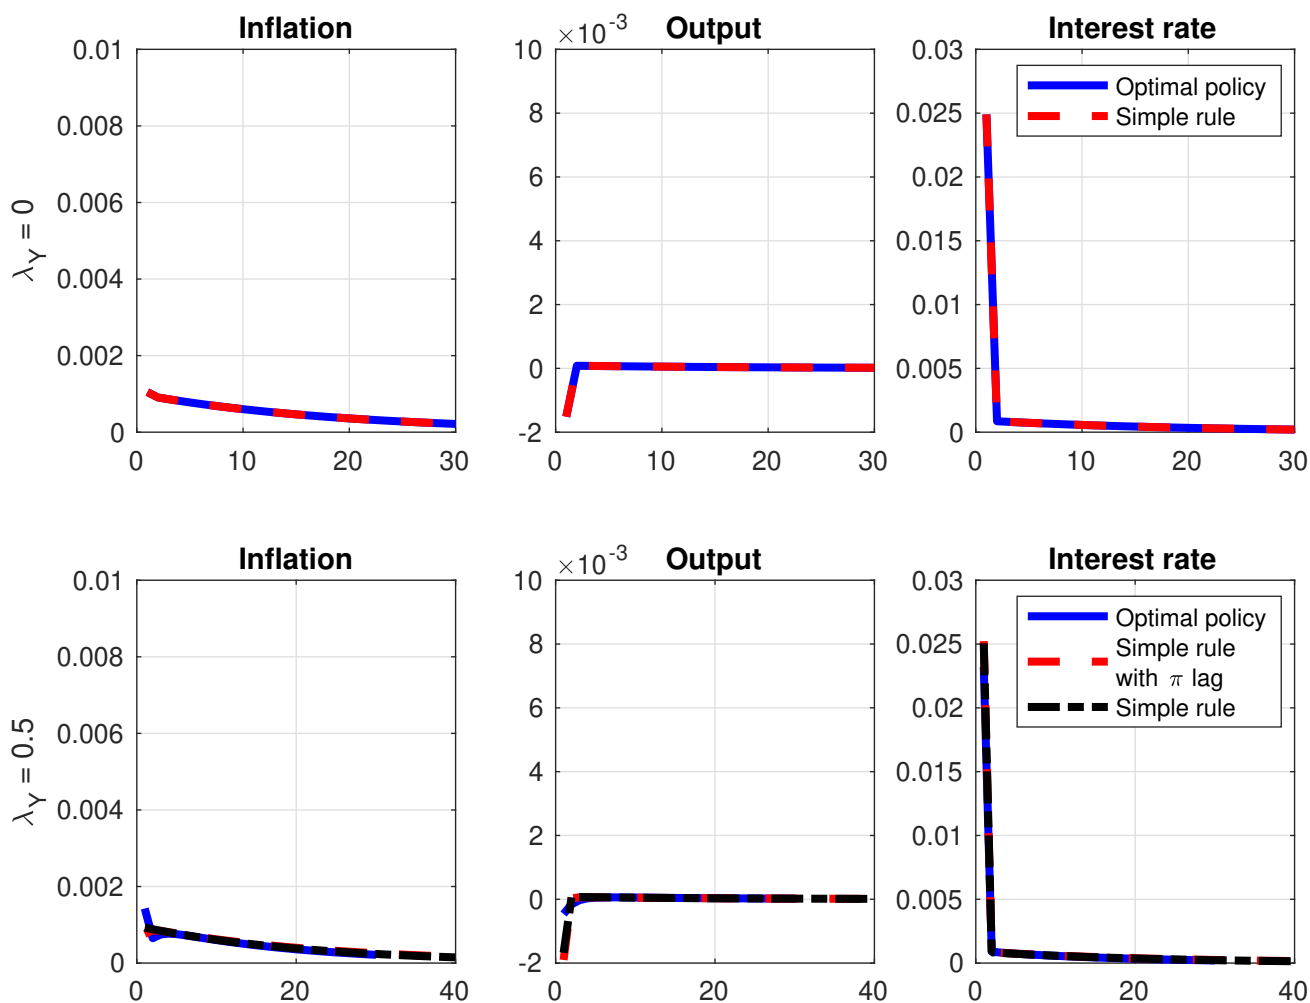 Inflation
Output
Interest rate
×10⁻³
0.01
0.008
0.006
0.004
0.002
0
0 10 20 30
λ_Y = 0
10
8
6
4
2
0
-2
0 10 20 30
0.03
0.025
0.02
0.015
0.01
0.005
0
0 10 20 30
Optimal policy
Simple rule
Inflation
Output
Interest rate
×10⁻³
0.01
0.008
0.006
0.004
0.002
0
0 20 40
λ_Y = 0.5
10
8
6
4
2
0
-2
0 20 40
0.03
0.025
0.02
0.015
0.01
0.005
0
0 20 40
Optimal policy
Simple rule
with π lag
Simple rule